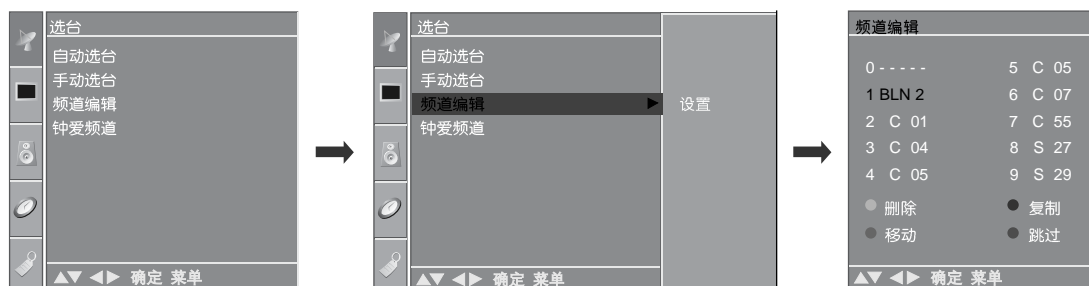 选台
自动选台
手动选台
频道编辑
钟爱频道
▲▼ ◀▶ 确定 菜单
选台
自动选台
手动选台
频道编辑 ▶ 设置
钟爱频道
▲▼ ◀▶ 确定 菜单
频道编辑
0 - - - - - 5 C 05
1 BLN 2 6 C 07
2 C 01 7 C 55
3 C 04 8 S 27
4 C 05 9 S 29
删除 复制
移动 跳过
▲▼ ◀▶ 确定 菜单